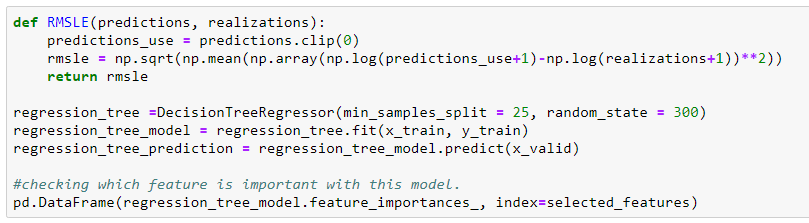 def RMSLE(predictions, realizations):
    predictions_use = predictions.clip(0)
    rmsle = np.sqrt(np.mean(np.array(np.log(predictions_use+1)-np.log(realizations+1))**2))
    return rmsle

regression_tree =DecisionTreeRegressor(min_samples_split = 25, random_state = 300)
regression_tree_model = regression_tree.fit(x_train, y_train)
regression_tree_prediction = regression_tree_model.predict(x_valid)

#checking which feature is important with this model.
pd.DataFrame(regression_tree_model.feature_importances_, index=selected_features)